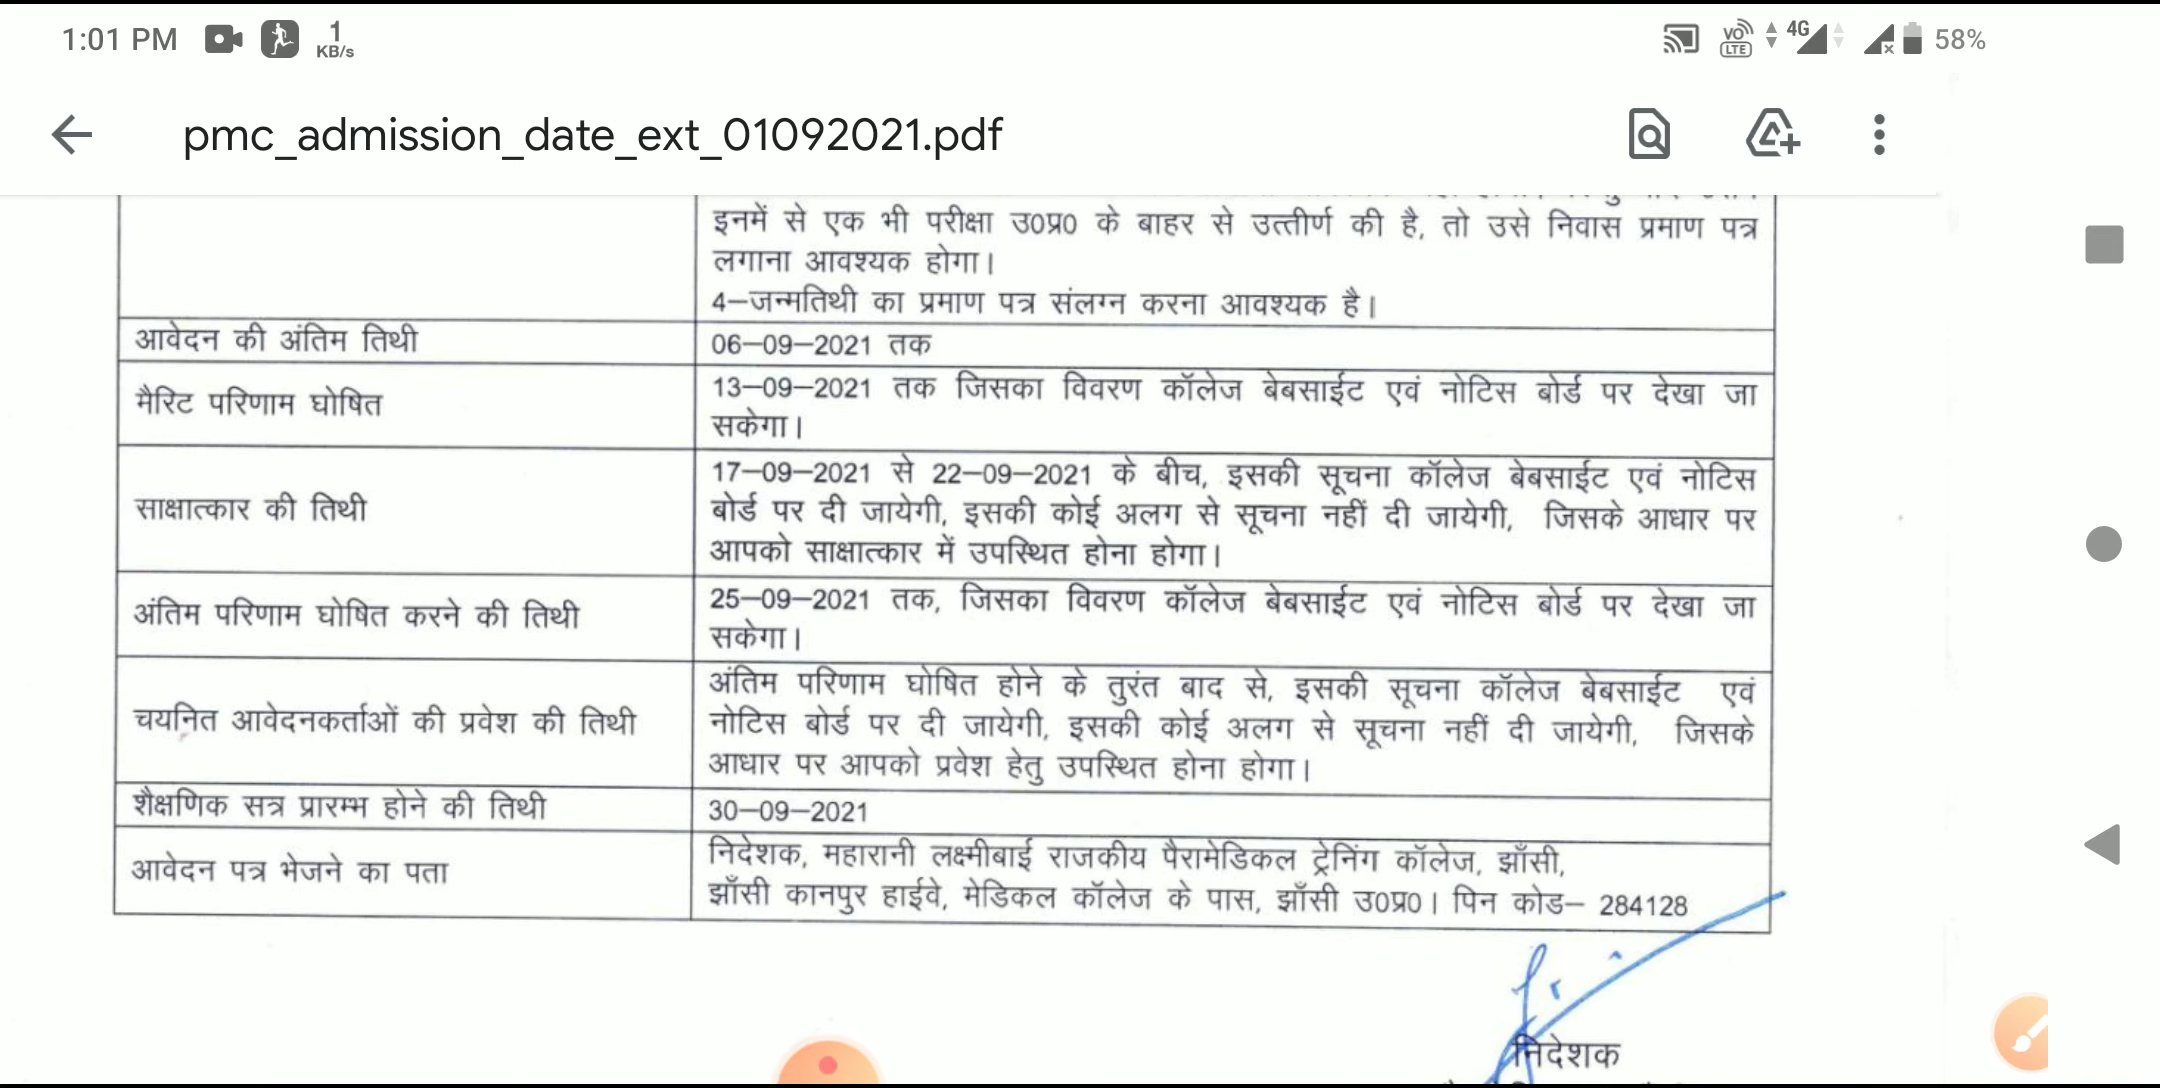 1:01 PM 1 KB/s VO LTE 4G 58%
pmc_admission_date_ext_01092021.pdf
इनमें से एक भी परीक्षा उ0प्र0 के बाहर से उत्तीर्ण की है, तो उसे निवास प्रमाण पत्र
लगाना आवश्यक होगा।
4–जन्मतिथी का प्रमाण पत्र संलग्न करना आवश्यक है।
आवेदन की अंतिम तिथी
06–09–2021 तक
मैरिट परिणाम घोषित
13–09–2021 तक जिसका विवरण कॉलेज बेबसाईट एवं नोटिस बोर्ड पर देखा जा
सकेगा।
साक्षात्कार की तिथी
17–09–2021 से 22–09–2021 के बीच, इसकी सूचना कॉलेज बेबसाईट एवं नोटिस
बोर्ड पर दी जायेगी, इसकी कोई अलग से सूचना नहीं दी जायेगी, जिसके आधार पर
आपको साक्षात्कार में उपस्थित होना होगा।
अंतिम परिणाम घोषित करने की तिथी
25–09–2021 तक, जिसका विवरण कॉलेज बेबसाईट एवं नोटिस बोर्ड पर देखा जा
सकेगा।
चयनित आवेदनकर्ताओं की प्रवेश की तिथी
अंतिम परिणाम घोषित होने के तुरंत बाद से, इसकी सूचना कॉलेज बेबसाईट एवं
नोटिस बोर्ड पर दी जायेगी, इसकी कोई अलग से सूचना नहीं दी जायेगी, जिसके
आधार पर आपको प्रवेश हेतु उपस्थित होना होगा।
शैक्षणिक सत्र प्रारम्भ होने की तिथी
30–09–2021
आवेदन पत्र भेजने का पता
निदेशक, महारानी लक्ष्मीबाई राजकीय पैरामेडिकल ट्रेनिंग कॉलेज, झाँसी,
झाँसी कानपुर हाईवे, मेडिकल कॉलेज के पास, झाँसी उ0प्र0। पिन कोड– 284128
निदेशक